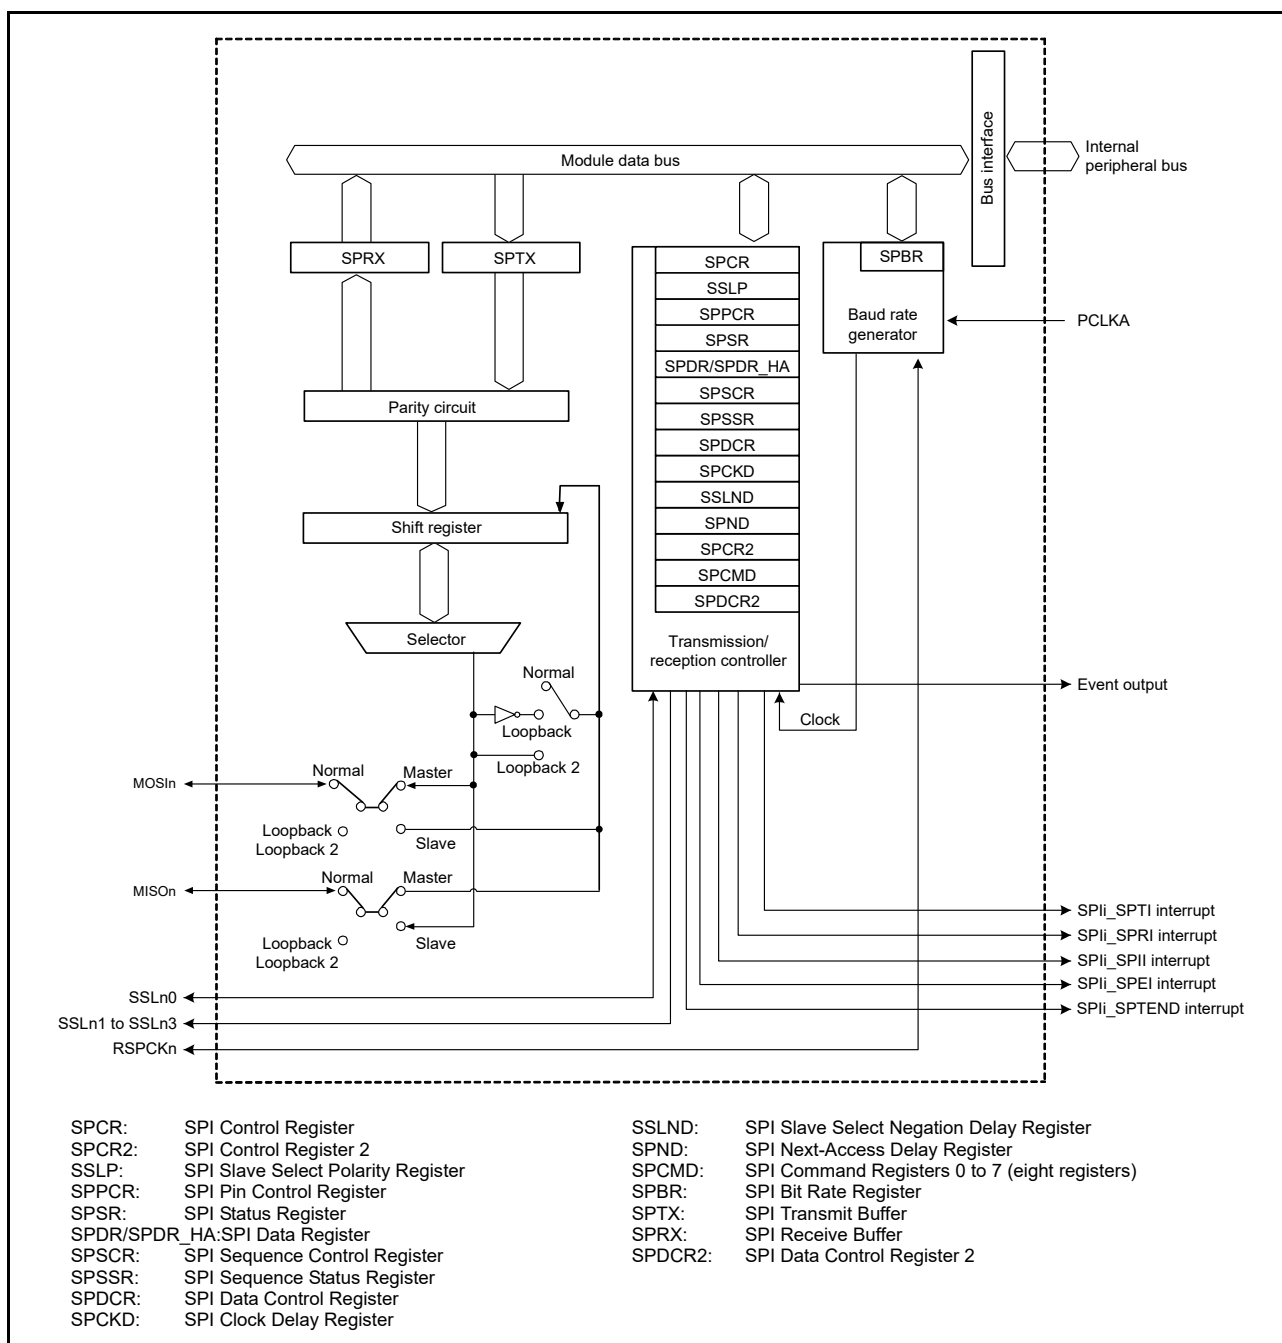 Bus interface
Internal
peripheral bus
Module data bus
SPRX
SPTX
SPCR
SSLP
SPPCR
SPSR
SPDR/SPDR_HA
SPSCR
SPSSR
SPDCR
SPCKD
SSLND
SPND
SPCR2
SPCMD
SPDCR2
Transmission/
reception controller
SPBR
Baud rate
generator
PCLKA
Parity circuit
Shift register
Selector
Normal
Loopback
Loopback 2
Clock
Event output
MOSIn
Normal
Master
Loopback
Loopback 2
Slave
MISOn
Normal
Master
Loopback
Loopback 2
Slave
SSLn0
SSLn1 to SSLn3
RSPCKn
SPIi_SPTI interrupt
SPIi_SPRI interrupt
SPIi_SPII interrupt
SPIi_SPEI interrupt
SPIi_SPTEND interrupt
SPCR: SPI Control Register
SPCR2: SPI Control Register 2
SSLP: SPI Slave Select Polarity Register
SPPCR: SPI Pin Control Register
SPSR: SPI Status Register
SPDR/SPDR_HA:SPI Data Register
SPSCR: SPI Sequence Control Register
SPSSR: SPI Sequence Status Register
SPDCR: SPI Data Control Register
SPCKD: SPI Clock Delay Register
SSLND: SPI Slave Select Negation Delay Register
SPND: SPI Next-Access Delay Register
SPCMD: SPI Command Registers 0 to 7 (eight registers)
SPBR: SPI Bit Rate Register
SPTX: SPI Transmit Buffer
SPRX: SPI Receive Buffer
SPDCR2: SPI Data Control Register 2